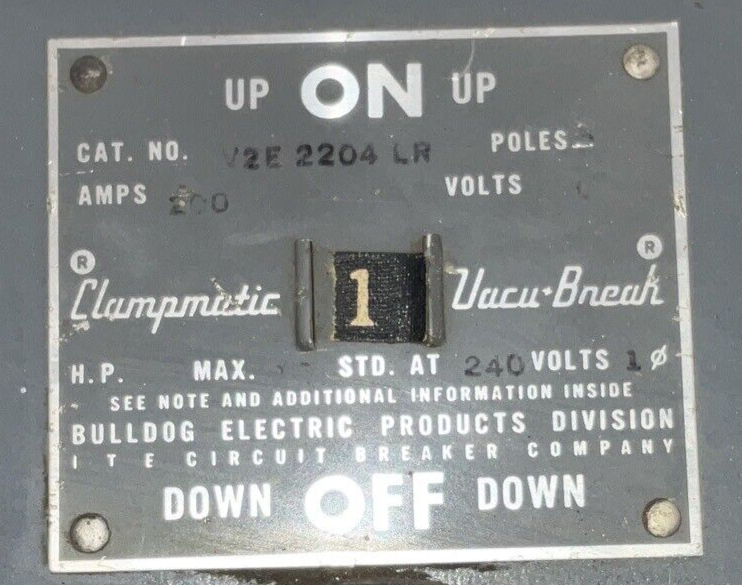 UP ON UP
CAT. NO. V2E 2204 LR POLES
AMPS 200 VOLTS
® ®
Clampmatic 1 Vacu-Break
H.P. MAX. STD. AT 240 VOLTS 1 ø
SEE NOTE AND ADDITIONAL INFORMATION INSIDE
BULLDOG ELECTRIC PRODUCTS DIVISION
I T E CIRCUIT BREAKER COMPANY
DOWN OFF DOWN